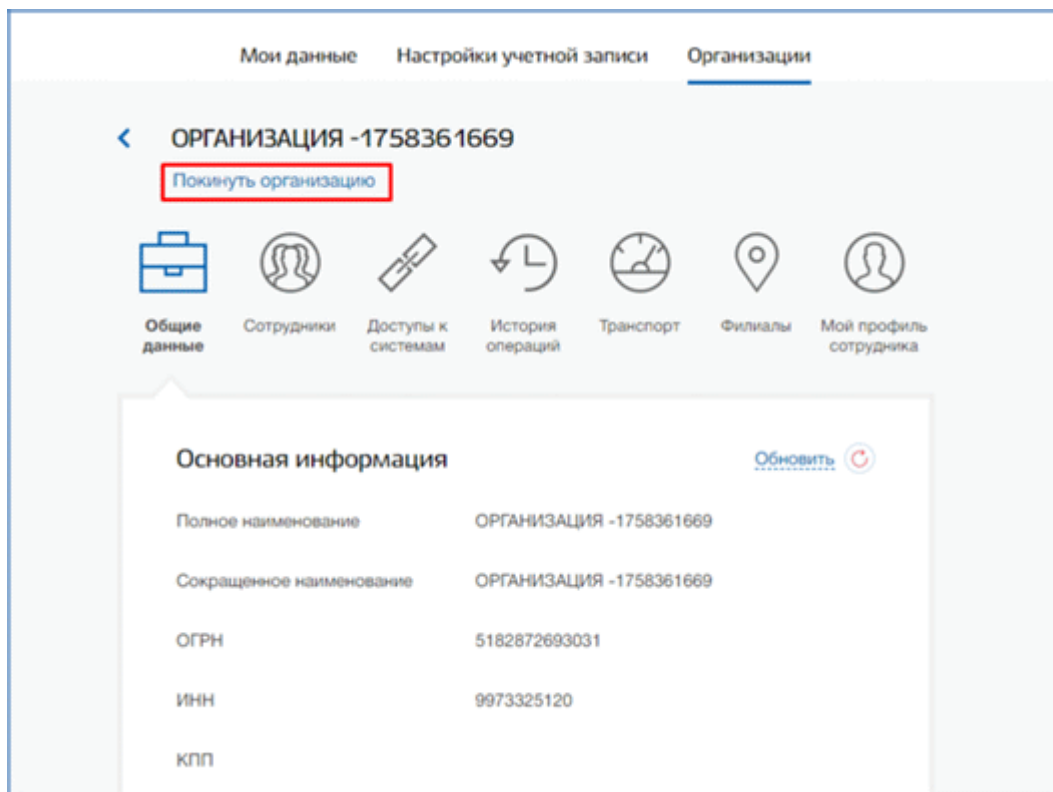 Мои данные Настройки учетной записи Организации
ОРГАНИЗАЦИЯ -1758361669
Покинуть организацию
Общие данные
Сотрудники
Доступы к системам
История операций
Транспорт
Филиалы
Мой профиль сотрудника
Основная информация Обновить
Полное наименование ОРГАНИЗАЦИЯ -1758361669
Сокращенное наименование ОРГАНИЗАЦИЯ -1758361669
ОГРН 5182872693031
ИНН 9973325120
КПП